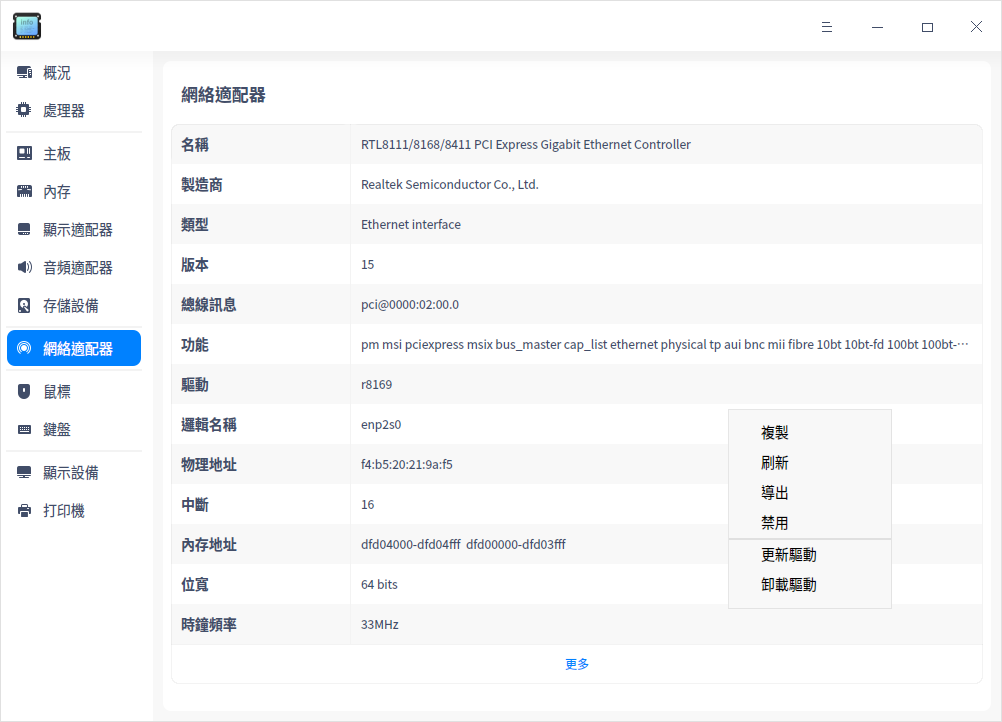 概況
處理器
主板
內存
顯示適配器
音頻適配器
存儲設備
網絡適配器
鼠標
鍵盤
顯示設備
打印機
網絡適配器
名稱 RTL8111/8168/8411 PCI Express Gigabit Ethernet Controller
製造商 Realtek Semiconductor Co., Ltd.
類型 Ethernet interface
版本 15
總線訊息 pci@0000:02:00.0
功能 pm msi pciexpress msix bus_master cap_list ethernet physical tp aui bnc mii fibre 10bt 10bt-fd 100bt 100bt-···
驅動 r8169
邏輯名稱 enp2s0
物理地址 f4:b5:20:21:9a:f5
中斷 16
內存地址 dfd04000-dfd04fff dfd00000-dfd03fff
位寬 64 bits
時鐘頻率 33MHz
更多
複製
刷新
導出
禁用
更新驅動
卸載驅動